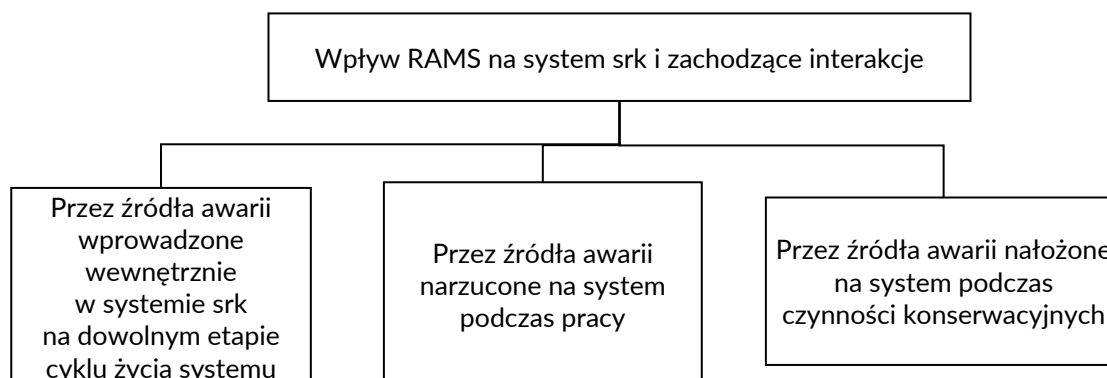 Wpływ RAMS na system srk i zachodzące interakcje
Przez źródła awarii
wprowadzone
wewnętrznie
w systemie srk
na dowolnym etapie
cyklu życia systemu
Przez źródła awarii
narzucone na system
podczas pracy
Przez źródła awarii nałożone
na system podczas
czynności konserwacyjnych